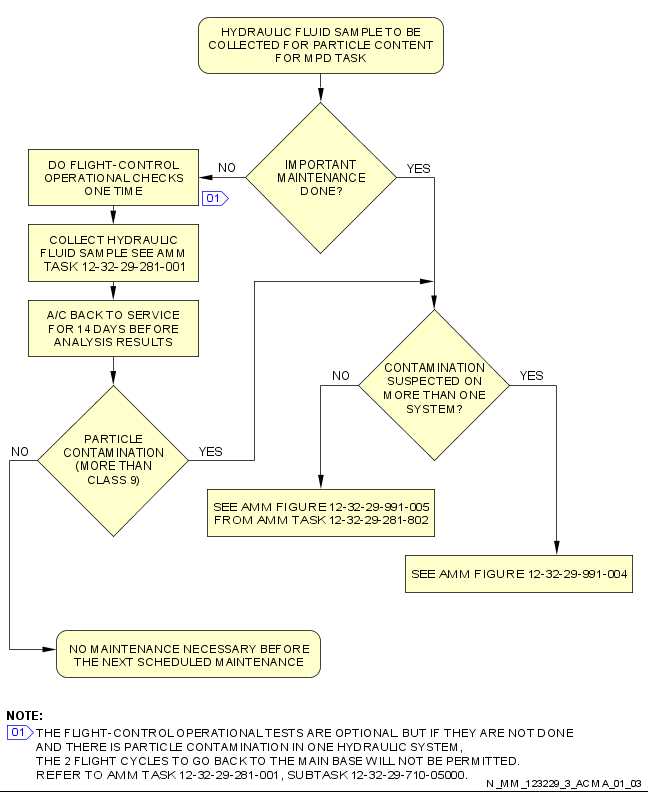 HYDRAULIC FLUID SAMPLE TO BE
COLLECTED FOR PARTICLE CONTENT
FOR MPD TASK
IMPORTANT
MAINTENANCE
DONE?
NO
YES
DO FLIGHT-CONTROL
OPERATIONAL CHECKS
ONE TIME
01
COLLECT HYDRAULIC
FLUID SAMPLE SEE AMM
TASK 12-32-29-281-001
A/C BACK TO SERVICE
FOR 14 DAYS BEFORE
ANALYSIS RESULTS
PARTICLE
CONTAMINATION
(MORE THAN
CLASS 9)
NO
YES
CONTAMINATION
SUSPECTED ON
MORE THAN ONE
SYSTEM?
NO
YES
SEE AMM FIGURE 12-32-29-991-005
FROM AMM TASK 12-32-29-281-802
SEE AMM FIGURE 12-32-29-991-004
NO MAINTENANCE NECESSARY BEFORE
THE NEXT SCHEDULED MAINTENANCE
NOTE:
01 THE FLIGHT-CONTROL OPERATIONAL TESTS ARE OPTIONAL. BUT IF THEY ARE NOT DONE
AND THERE IS PARTICLE CONTAMINATION IN ONE HYDRAULIC SYSTEM,
THE 2 FLIGHT CYCLES TO GO BACK TO THE MAIN BASE WILL NOT BE PERMITTED.
REFER TO AMM TASK 12-32-29-281-001, SUBTASK 12-32-29-710-05000.
N_MM_123229_3_ACMA_01_03